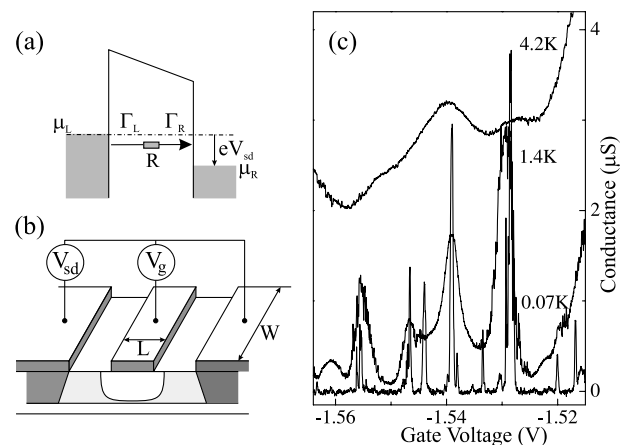 (a)
μL
ΓL
ΓR
R
eVsd
μR
(b)
Vsd
Vg
L
W
(c)
4.2K
1.4K
0.07K
4
2
0
Conductance (μS)
-1.56
-1.54
-1.52
Gate Voltage (V)